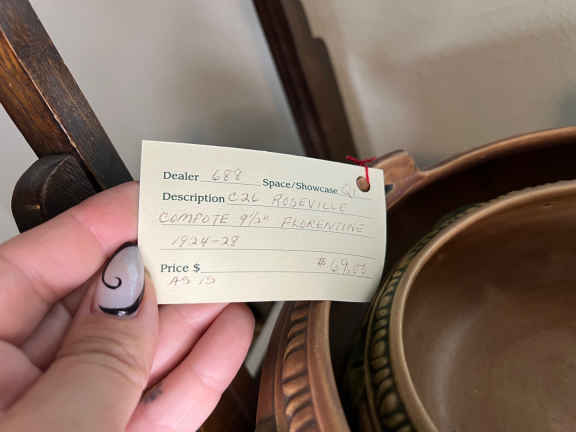 Dealer 688 Space/Showcase
Description C26 ROSEVILLE
COMPOTE 9½" FLORENTINE
1924-28
Price $ $69.00
AS IS